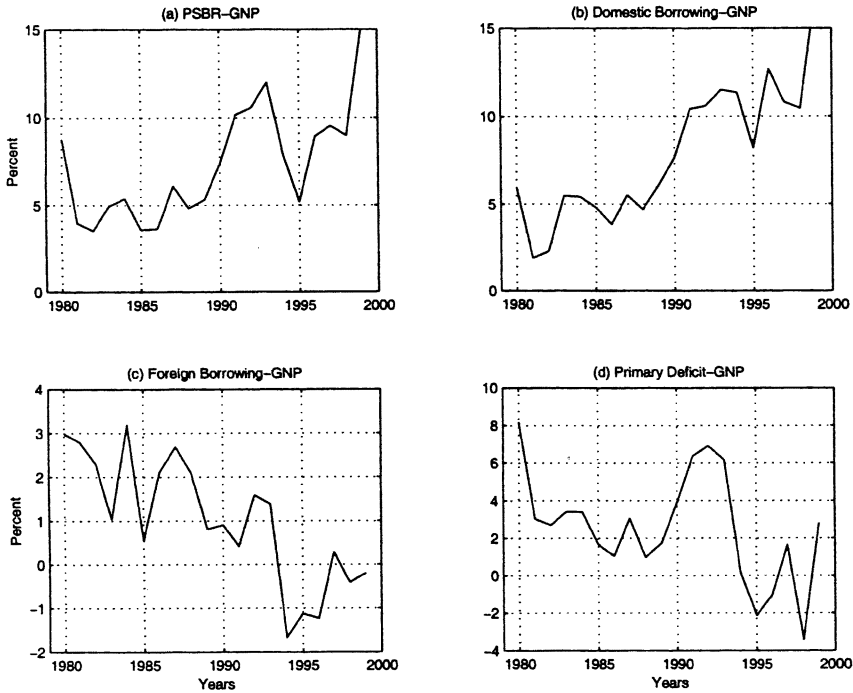 (a) PSBR–GNP
15
10
5
0
Percent
1980 1985 1990 1995 2000
(b) Domestic Borrowing–GNP
15
10
5
0
1980 1985 1990 1995 2000
(c) Foreign Borrowing–GNP
4
3
2
1
0
−1
−2
Percent
1980 1985 1990 1995 2000
Years
(d) Primary Deficit–GNP
10
8
6
4
2
0
−2
−4
1980 1985 1990 1995 2000
Years